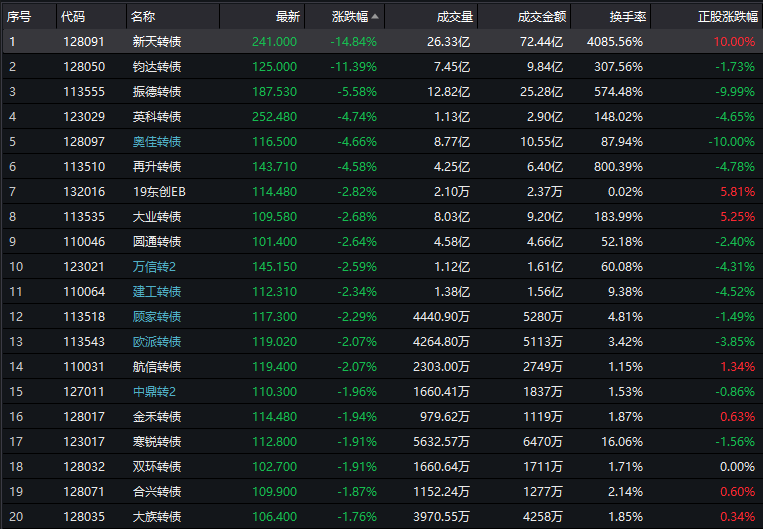 序号 代码 名称 最新 涨跌幅 成交量 成交金额 换手率 正股涨跌幅
1 128091 新天转债 241.000 -14.84% 26.33亿 72.44亿 4085.56% 10.00%
2 128050 钧达转债 125.000 -11.39% 7.45亿 9.84亿 307.56% -1.73%
3 113555 振德转债 187.530 -5.58% 12.82亿 25.28亿 574.48% -9.99%
4 123029 英科转债 252.480 -4.74% 1.13亿 2.90亿 148.02% -4.65%
5 128097 奥佳转债 116.500 -4.66% 8.77亿 10.55亿 87.94% -10.00%
6 113510 再升转债 143.710 -4.58% 4.25亿 6.40亿 800.39% -4.78%
7 132016 19东创EB 114.480 -2.82% 2.10万 2.37万 0.02% 5.81%
8 113535 大业转债 109.580 -2.68% 8.03亿 9.20亿 183.99% 5.25%
9 110046 圆通转债 101.400 -2.64% 4.58亿 4.66亿 52.18% -2.40%
10 123021 万信转2 145.150 -2.59% 1.12亿 1.61亿 60.08% -4.31%
11 110064 建工转债 112.310 -2.34% 1.38亿 1.56亿 9.38% -4.52%
12 113518 顾家转债 117.300 -2.29% 4440.90万 5280万 4.81% -1.49%
13 113543 欧派转债 119.020 -2.07% 4264.80万 5113万 3.42% -3.85%
14 110031 航信转债 119.400 -2.07% 2303.00万 2749万 1.15% 1.34%
15 127011 中鼎转2 110.300 -1.96% 1660.41万 1837万 1.53% -0.86%
16 128017 金禾转债 114.480 -1.94% 979.62万 1119万 1.87% 0.63%
17 123017 寒锐转债 112.800 -1.91% 5632.57万 6470万 16.06% -1.56%
18 128032 双环转债 102.700 -1.91% 1660.64万 1711万 1.71% 0.00%
19 128071 合兴转债 109.900 -1.87% 1152.24万 1277万 2.14% 0.60%
20 128035 大族转债 106.400 -1.76% 3970.55万 4258万 1.85% 0.34%